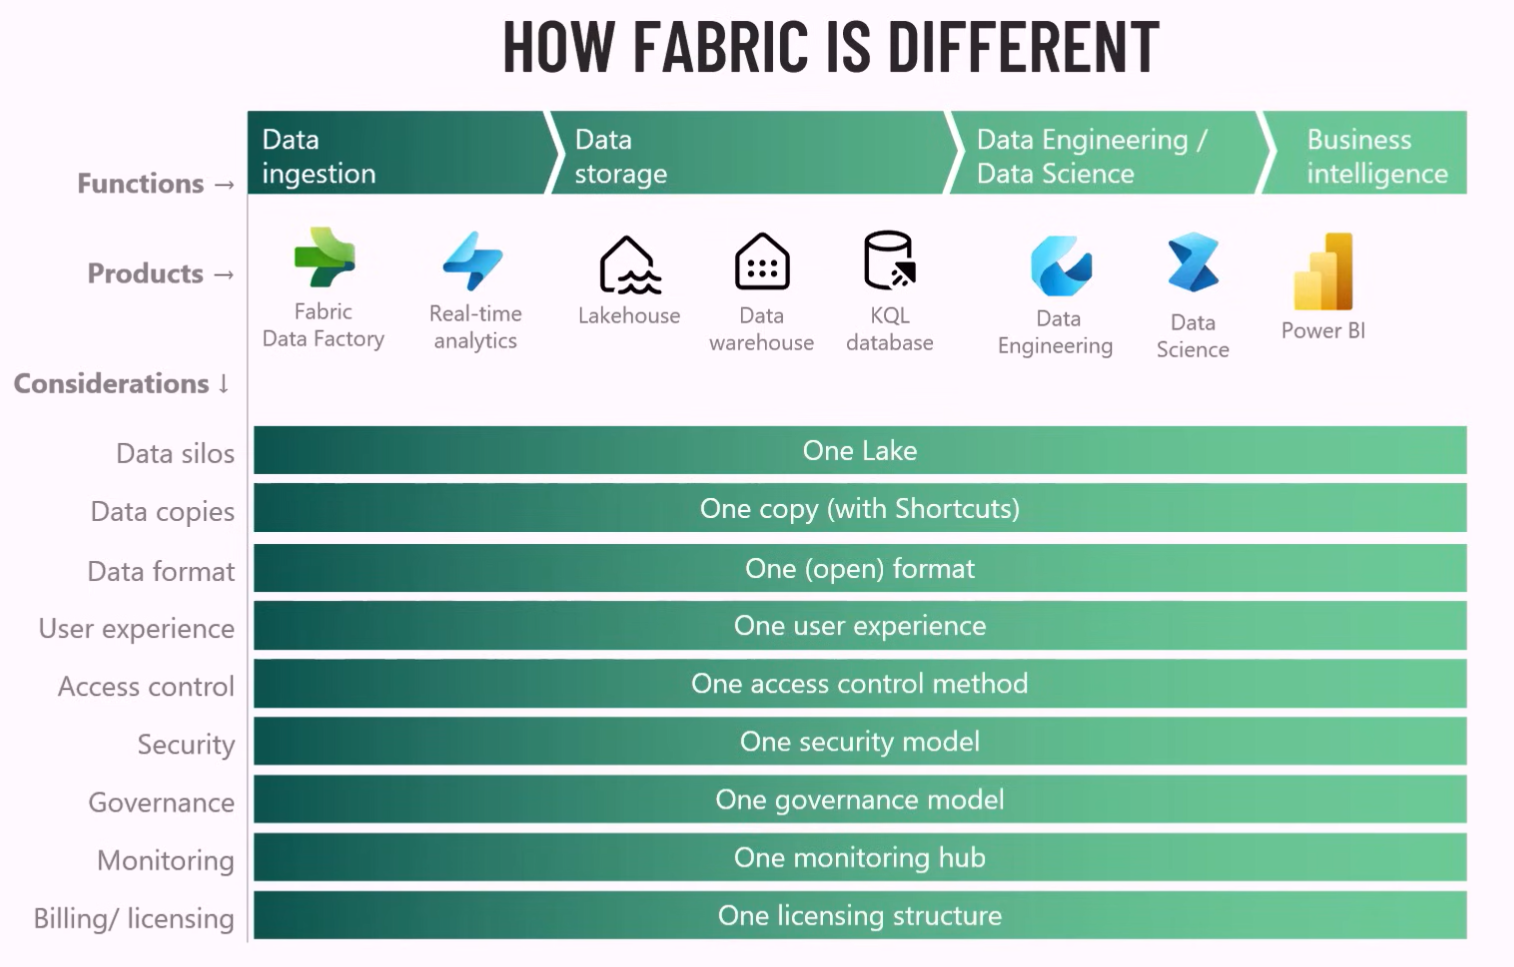 HOW FABRIC IS DIFFERENT
Functions →
Data
ingestion
Data
storage
Data Engineering /
Data Science
Business
intelligence
Products →
Fabric
Data Factory
Real-time
analytics
Lakehouse
Data
warehouse
KQL
database
Data
Engineering
Data
Science
Power BI
Considerations ↓
Data silos
One Lake
Data copies
One copy (with Shortcuts)
Data format
One (open) format
User experience
One user experience
Access control
One access control method
Security
One security model
Governance
One governance model
Monitoring
One monitoring hub
Billing/ licensing
One licensing structure